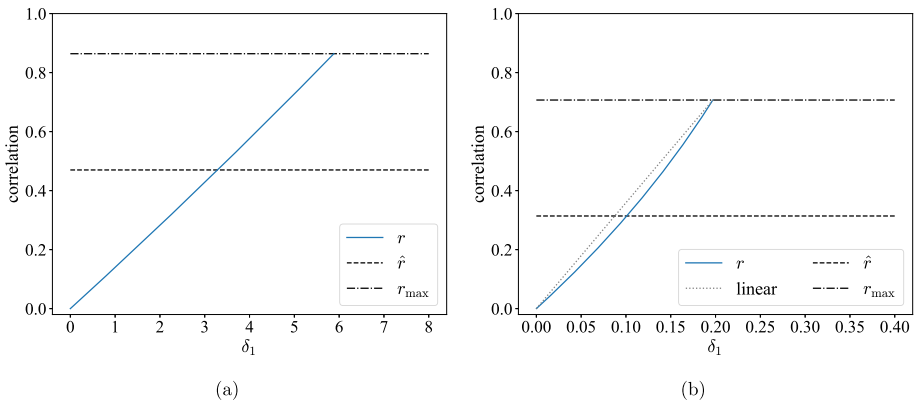 1.0
0.8
0.6
0.4
0.2
0.0
correlation
r
r̂
r_max
0 1 2 3 4 5 6 7 8
δ₁
(a)
1.0
0.8
0.6
0.4
0.2
0.0
correlation
r r̂
linear r_max
0.00 0.05 0.10 0.15 0.20 0.25 0.30 0.35 0.40
δ₁
(b)